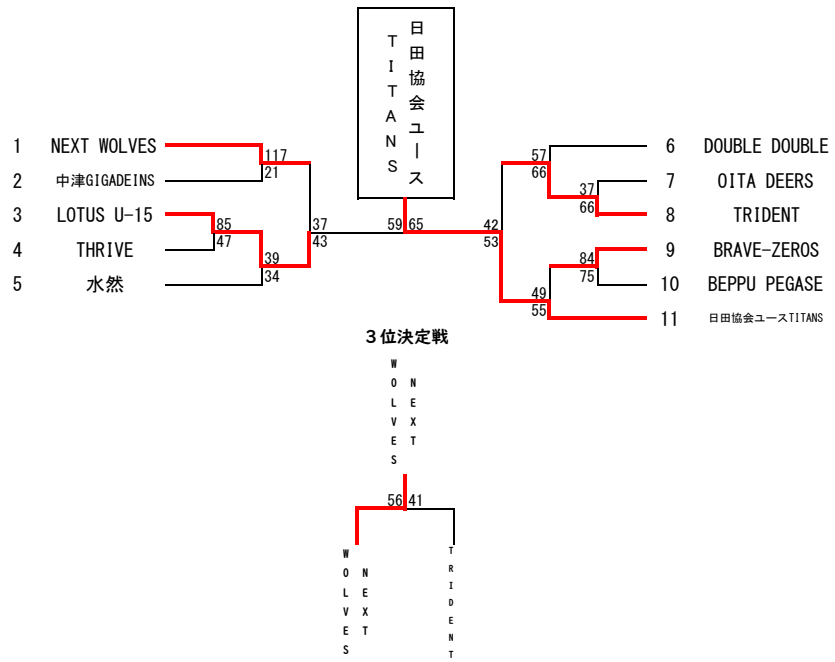 日田協会ユース
TITANS
1 NEXT WOLVES
2 中津GIGADEINS
3 LOTUS U-15
4 THRIVE
5 水然
117
21
85
47
39
34
37
43
59 65
42
53
57
66
37
66
84
75
49
55
6 DOUBLE DOUBLE
7 OITA DEERS
8 TRIDENT
9 BRAVE-ZEROS
10 BEPPU PEGASE
11 日田協会ユースTITANS
３位決定戦
NEXT
WOLVES
56 41
NEXT
WOLVES
TRIDENT